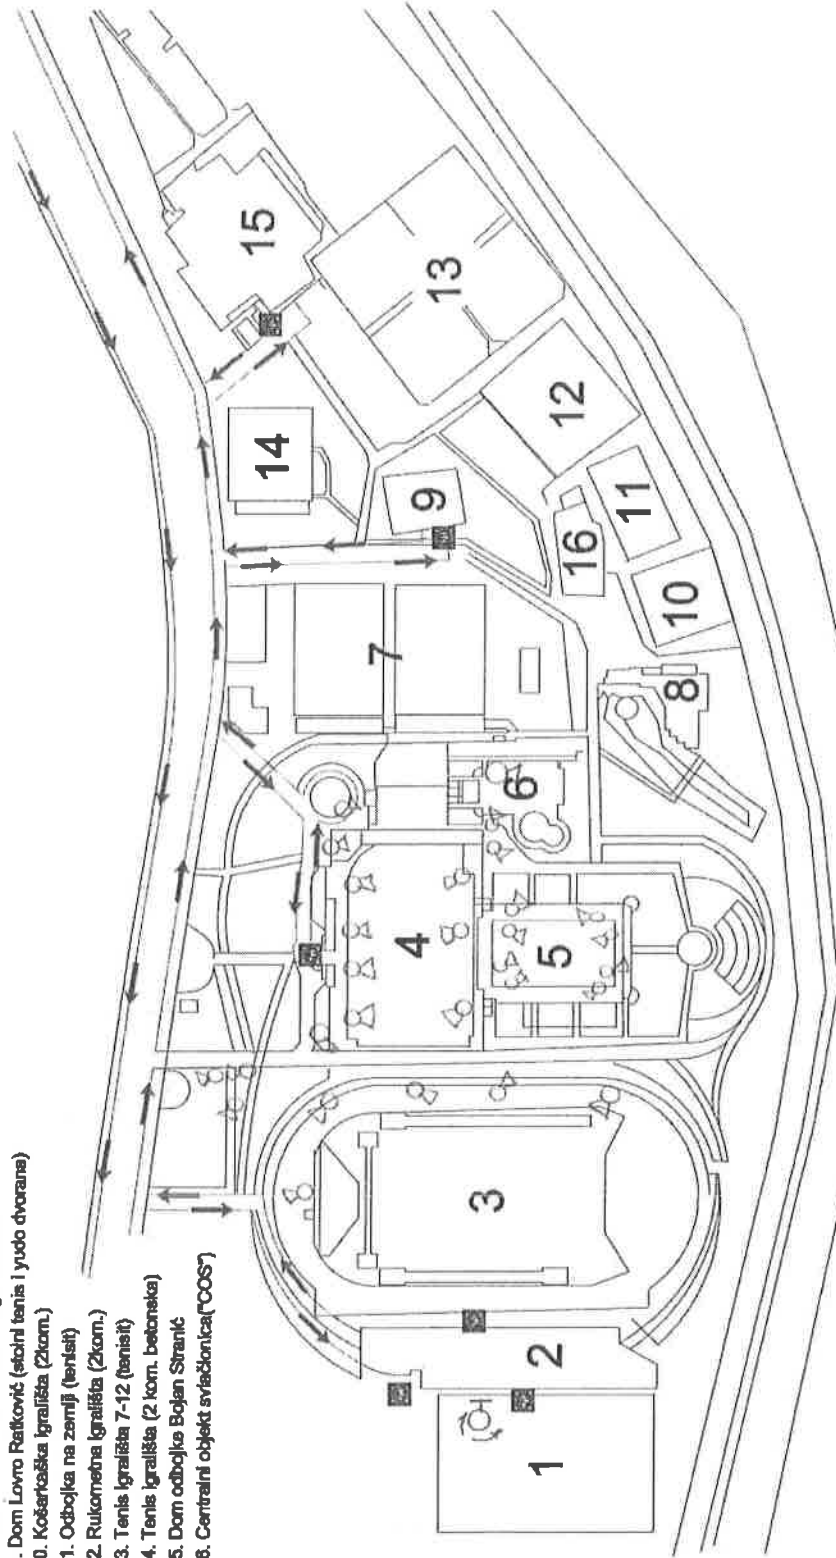 . Dom Lovro Ratković (stolni tenis i yudo dvorana)
0. Košarkaška igrališta (2kom.)
1. Odbojka na zemlji (tenisit)
2. Rukometna igrališta (2kom.)
3. Tenis igrališta 7-12 (tenisit)
4. Tenis igrališta (2 kom. betonska)
5. Dom odbojke Bojan Stranić
6. Centralni objekt svlačionica("COS")
1
2
3
4
5
6
7
8
9
10
11
12
13
14
15
16